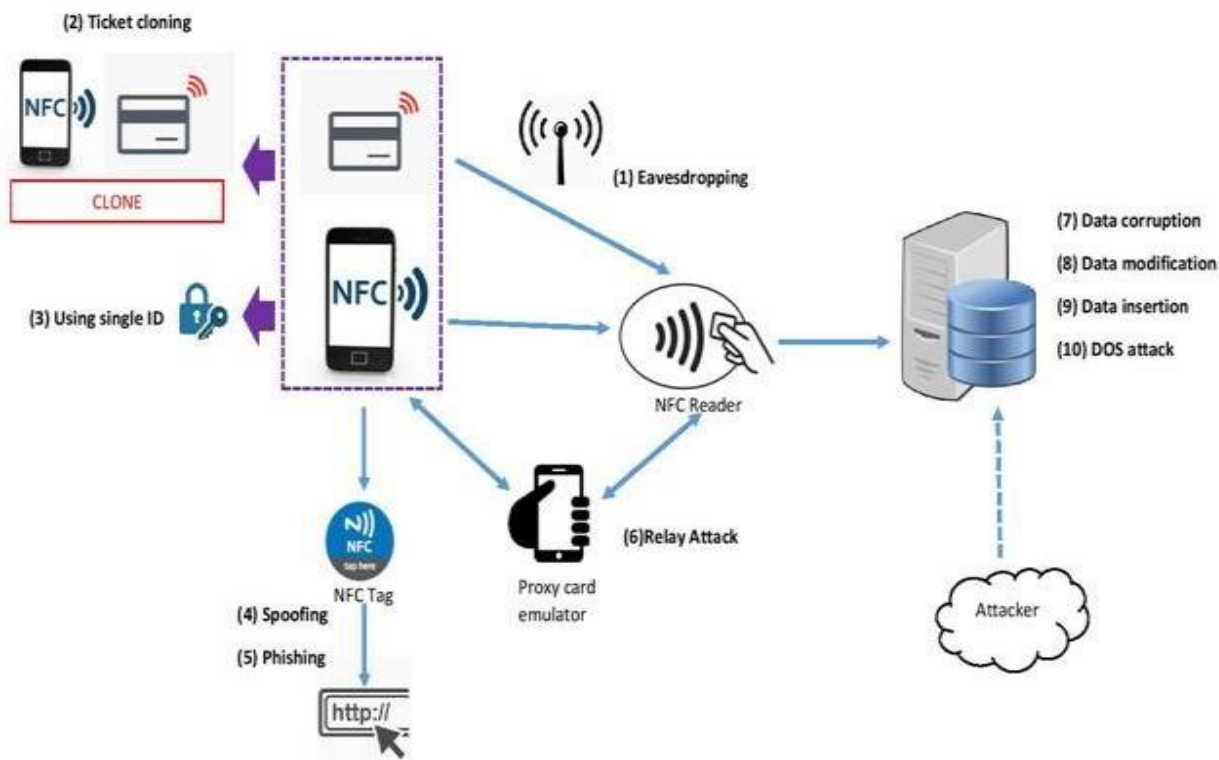 (2) Ticket cloning
NFC
CLONE
(1) Eavesdropping
NFC
(3) Using single ID
NFC Reader
(7) Data corruption
(8) Data modification
(9) Data insertion
(10) DOS attack
N
NFC
tap here
NFC Tag
(4) Spoofing
(5) Phishing
http://
Proxy card
emulator
(6)Relay Attack
Attacker